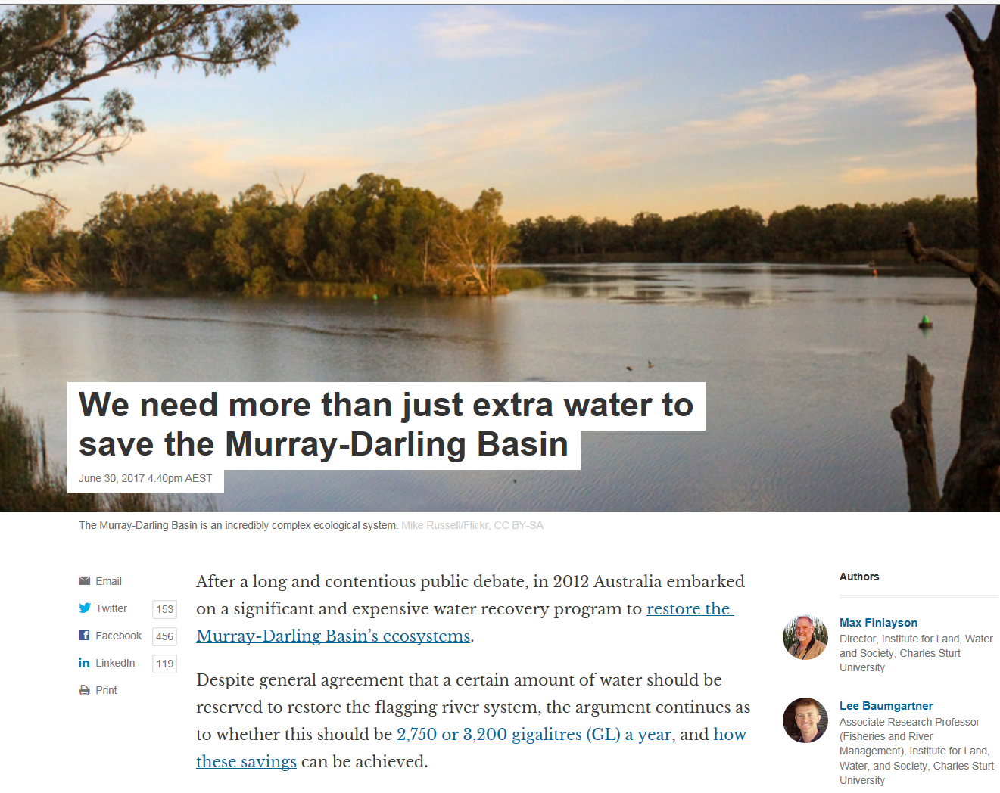 We need more than just extra water to
save the Murray-Darling Basin
June 30, 2017 4.40pm AEST
The Murray-Darling Basin is an incredibly complex ecological system. Mike Russell/Flickr, CC BY-SA
Email
Twitter 153
Facebook 456
LinkedIn 119
Print
After a long and contentious public debate, in 2012 Australia embarked
on a significant and expensive water recovery program to restore the
Murray-Darling Basin’s ecosystems.
Despite general agreement that a certain amount of water should be
reserved to restore the flagging river system, the argument continues as
to whether this should be 2,750 or 3,200 gigalitres (GL) a year, and how
these savings can be achieved.
Authors
Max Finlayson
Director, Institute for Land, Water
and Society, Charles Sturt
University
Lee Baumgartner
Associate Research Professor
(Fisheries and River
Management), Institute for Land,
Water, and Society, Charles Sturt
University